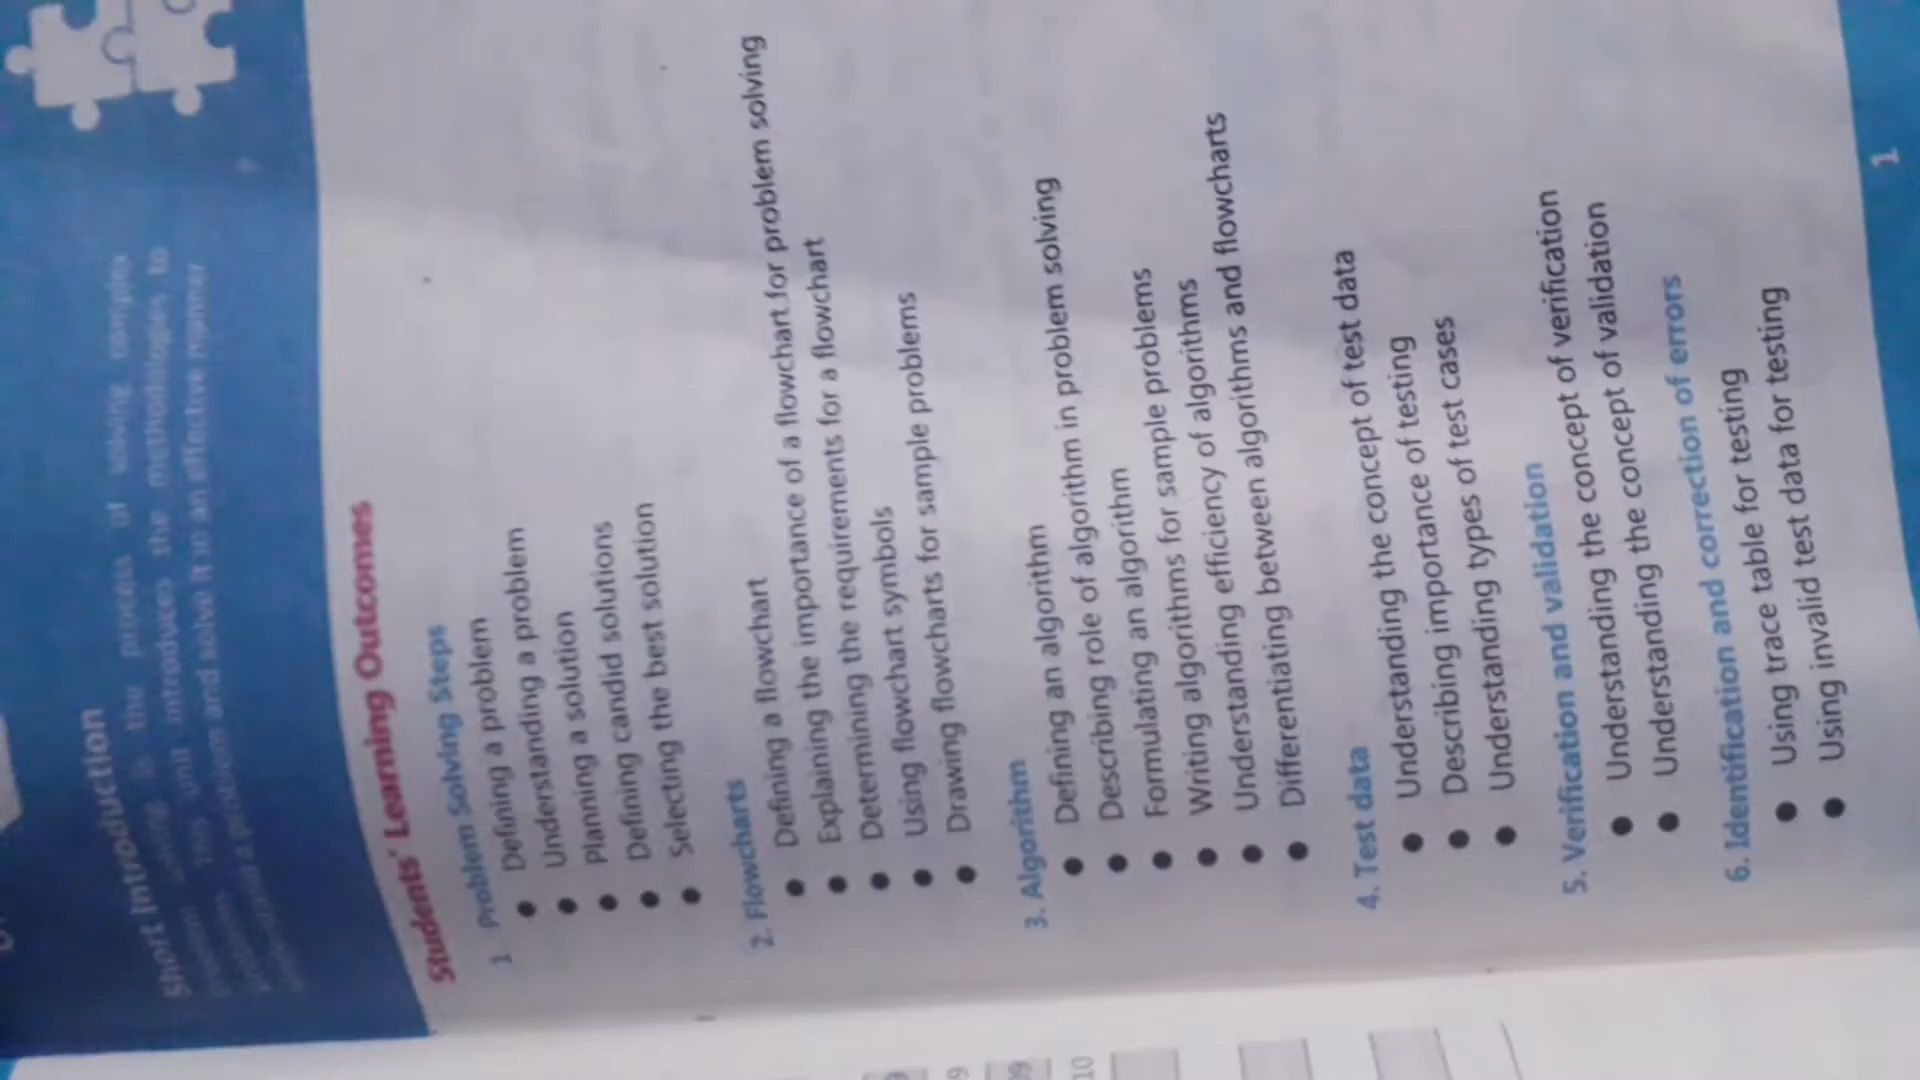 Short Introduction
problem solving is the process of solving complex
problems. This unit introduces the methodologies to
understand a problem and solve it in an effective manner
Students' Learning Outcomes
1 Problem Solving Steps
● Defining a problem
● Understanding a problem
● Planning a solution
● Defining candid solutions
● Selecting the best solution
2. Flowcharts
● Defining a flowchart
● Explaining the importance of a flowchart for problem solving
● Determining the requirements for a flowchart
● Using flowchart symbols
● Drawing flowcharts for sample problems
3. Algorithm
● Defining an algorithm
● Describing role of algorithm in problem solving
● Formulating an algorithm
● Writing algorithms for sample problems
● Understanding efficiency of algorithms
● Differentiating between algorithms and flowcharts
4. Test data
● Understanding the concept of test data
● Describing importance of testing
● Understanding types of test cases
5. Verification and validation
● Understanding the concept of verification
● Understanding the concept of validation
6. Identification and correction of errors
● Using trace table for testing
● Using invalid test data for testing
1
9
09
10